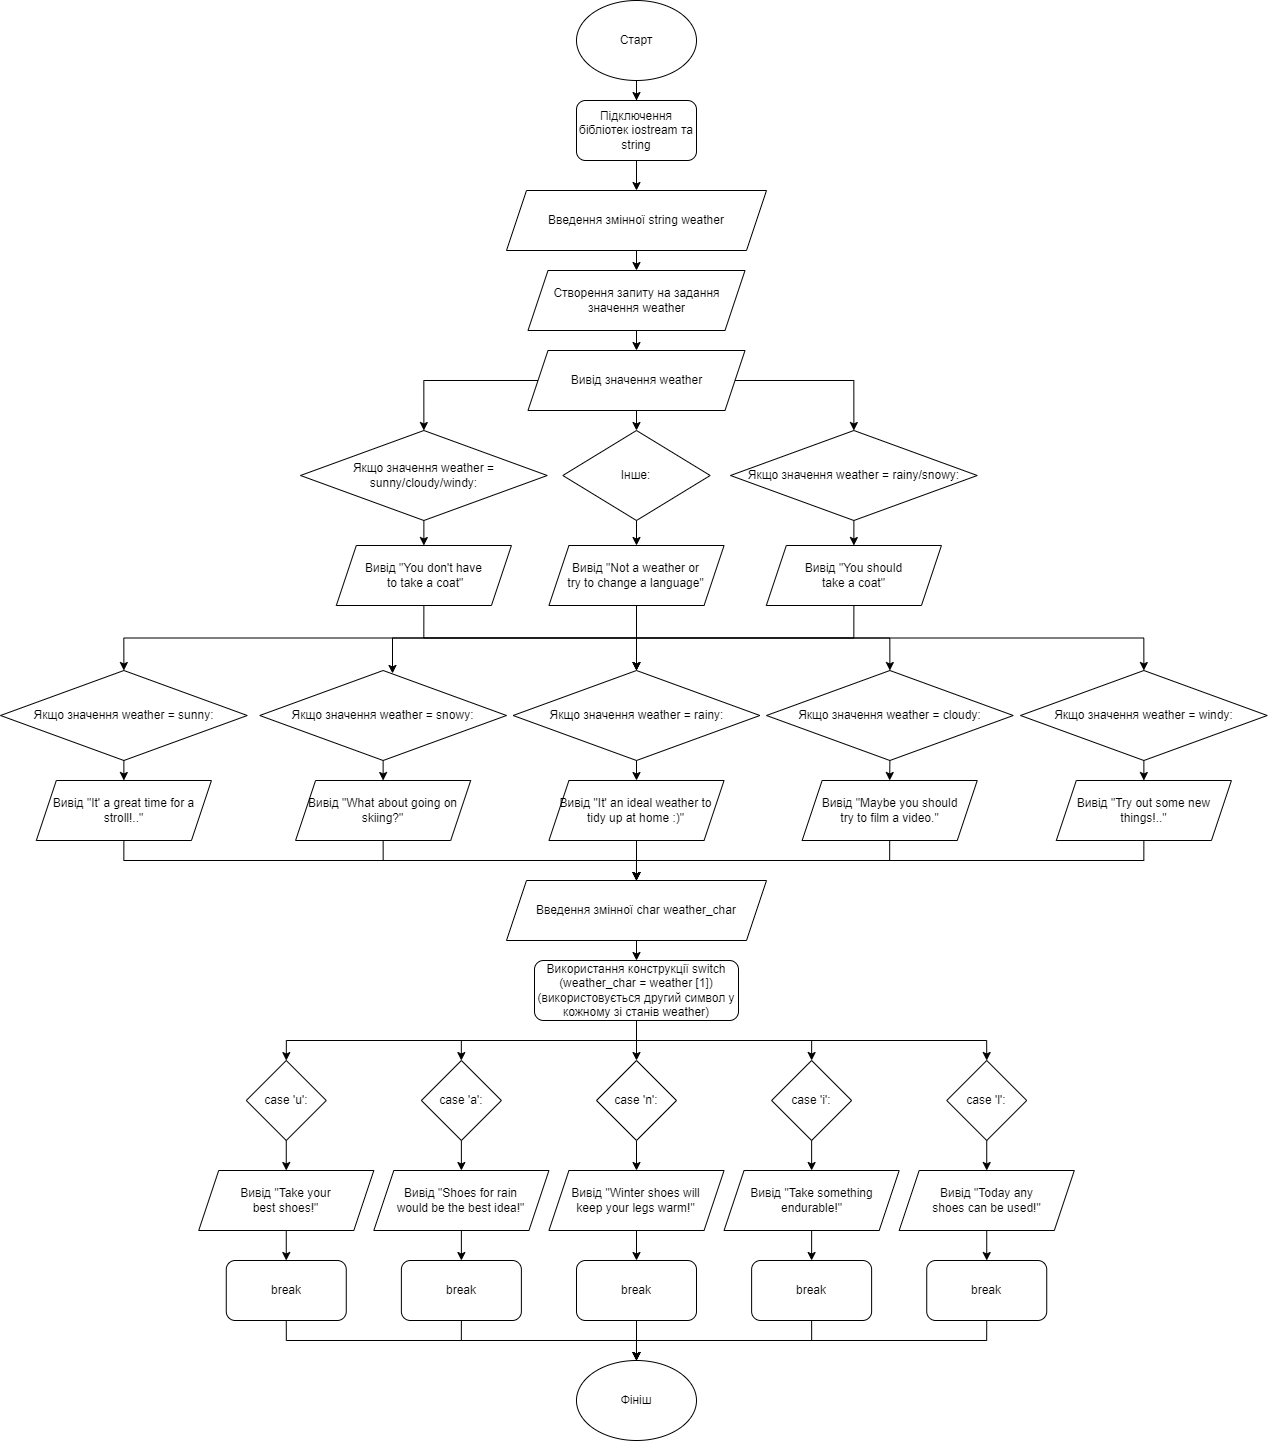 Старт
Підключення
бібліотек iostream та
string
Введення змінної string weather
Створення запиту на задання
значення weather
Вивід значення weather
Якщо значення weather =
sunny/cloudy/windy:
Інше:
Якщо значення weather = rainy/snowy:
Вивід "You don't have
to take a coat"
Вивід "Not a weather or
try to change a language"
Вивід "You should
take a coat"
Якщо значення weather = sunny:
Якщо значення weather = snowy:
Якщо значення weather = rainy:
Якщо значення weather = cloudy:
Якщо значення weather = windy:
Вивід "It' a great time for a
stroll!.."
Вивід "What about going on
skiing?"
Вивід "It' an ideal weather to
tidy up at home :)"
Вивід "Maybe you should
try to film a video."
Вивід "Try out some new
things!.."
Введення змінної char weather_char
Використання конструкції switch
(weather_char = weather [1])
(використовується другий символ у
кожному зі станів weather)
case 'u':
case 'a':
case 'n':
case 'i':
case 'l':
Вивід "Take your
best shoes!"
Вивід "Shoes for rain
would be the best idea!"
Вивід "Winter shoes will
keep your legs warm!"
Вивід "Take something
endurable!"
Вивід "Today any
shoes can be used!"
break
break
break
break
break
Фініш